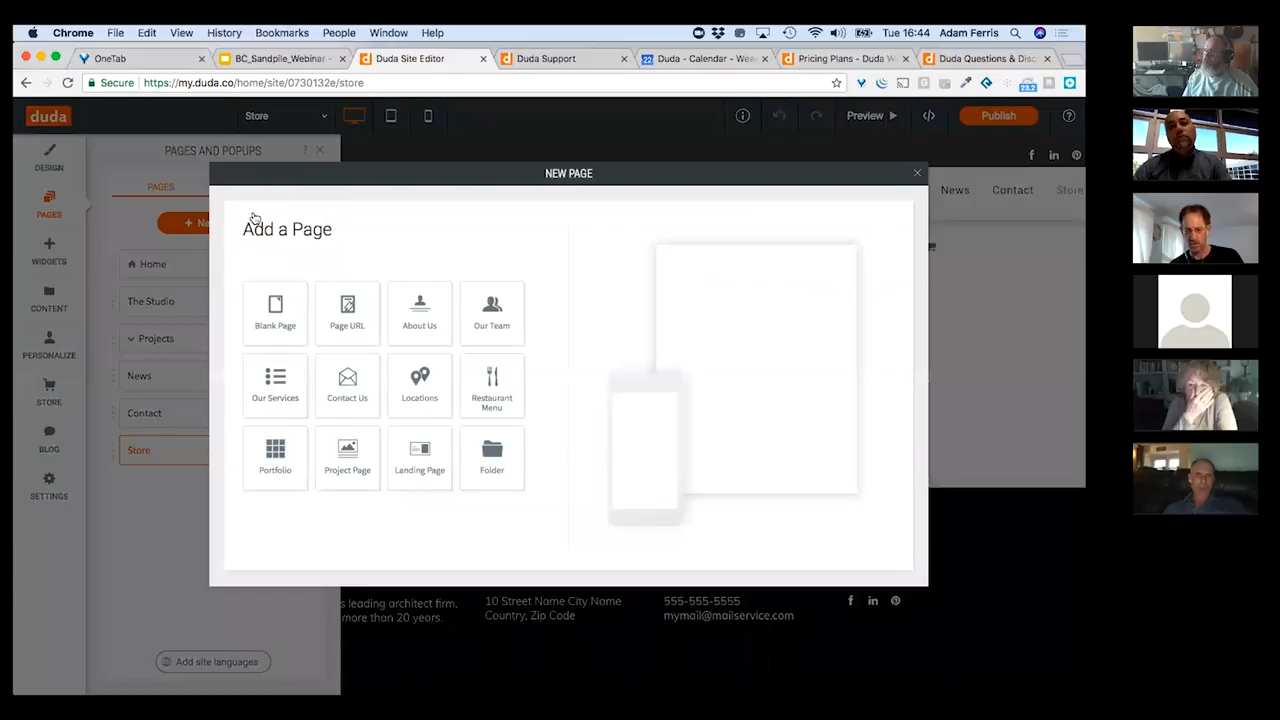 Chrome File Edit View History Bookmarks People Window Help Tue 16:44 Adam Ferris
OneTab BC_Sandpile_Webinar - Duda Site Editor Duda Support Duda - Calendar - Wee Pricing Plans - Duda W Duda Questions & Disc
Secure https://my.duda.co/home/site/0730132e/store
duda Store Preview Publish
DESIGN
PAGES
WIDGETS
CONTENT
PERSONALIZE
STORE
BLOG
SETTINGS
PAGES AND POPUPS ?
PAGES
+ Ne
Home
The Studio
Projects
News
Contact
Store
Add site languages
News Contact Store
NEW PAGE
Add a Page
Blank Page Page URL About Us Our Team
Our Services Contact Us Locations Restaurant
Menu
Portfolio Project Page Landing Page Folder
s leading architect firm, 10 Street Name City Name 555-555-5555
more than 20 years. Country, Zip Code mymail@mailservice.com